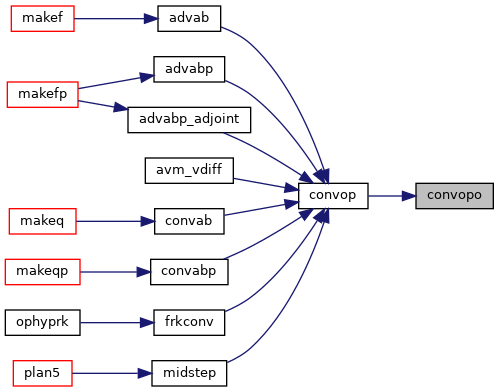 makef
advab
makefp
advabp
advabp_adjoint
avm_vdiff
convop
convopo
makeq
convab
makeqp
convabp
ophyprk
frkconv
plan5
midstep